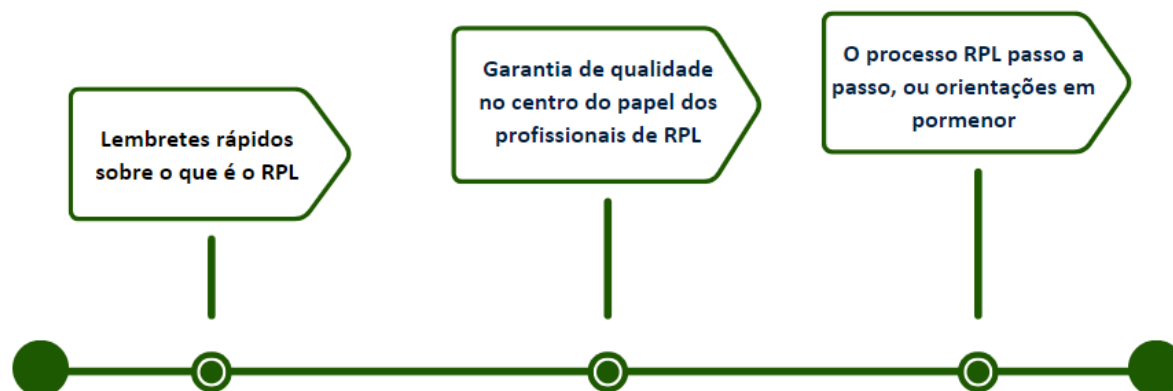 Lembretes rápidos
sobre o que é o RPL
Garantia de qualidade
no centro do papel dos
profissionais de RPL
O processo RPL passo a
passo, ou orientações em
pormenor